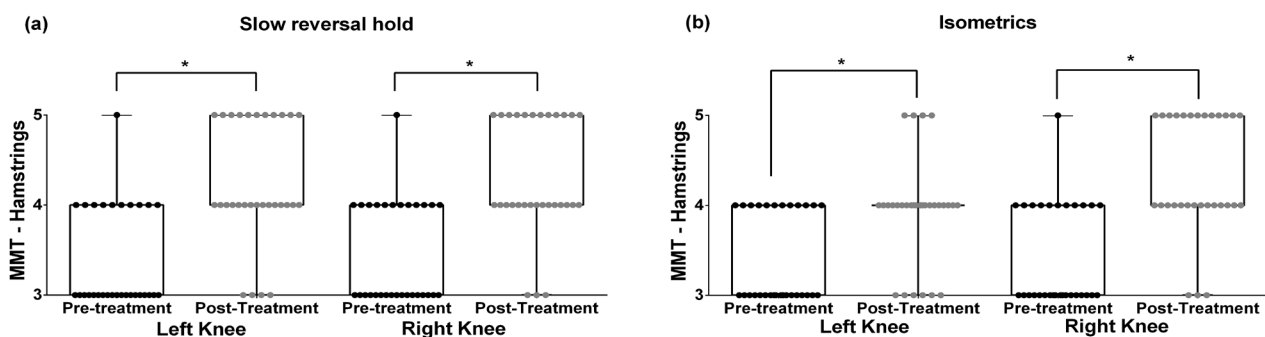 (a) Slow reversal hold
* *
5
4
3
MMT - Hamstrings
Pre-treatment Post-Treatment Pre-treatment Post-Treatment
Left Knee Right Knee
(b) Isometrics
* *
5
4
3
MMT - Hamstrings
Pre-treatment Post-Treatment Pre-treatment Post-Treatment
Left Knee Right Knee